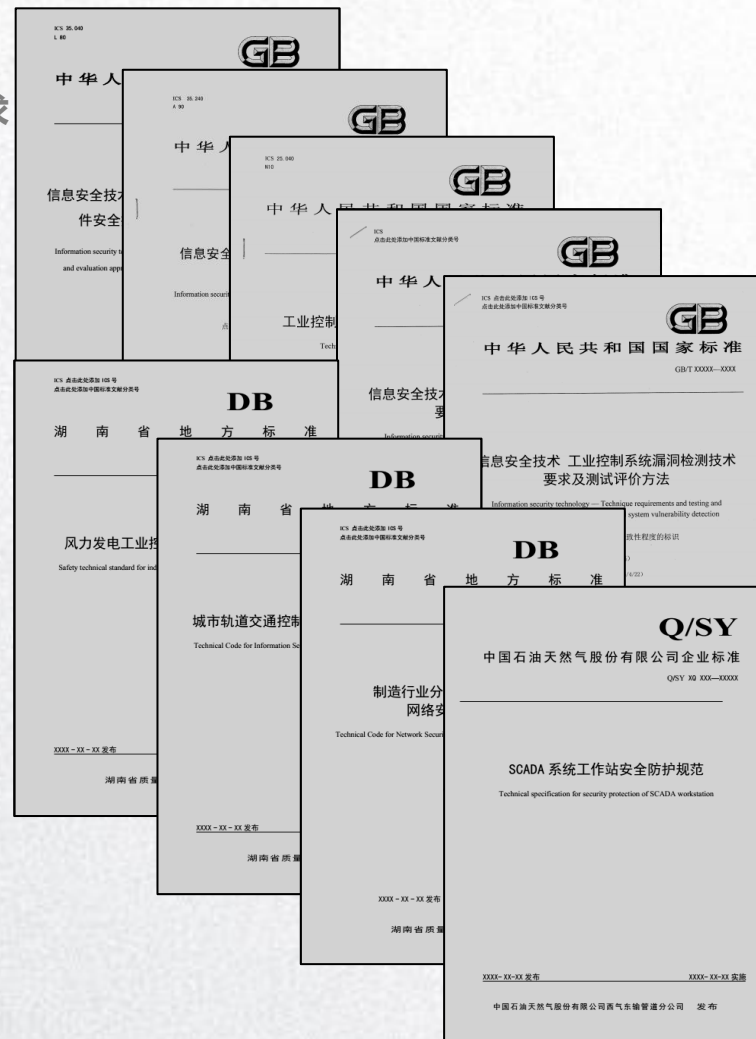 求
ICS 35.040
L 80
GB
中华人
信息安全技
件安全
Information security
and evaluation
ICS 35.240
A 90
GB
中华
信息安全
Information
ICS 25.040
N10
GB
中华人民共和国国家标准
工业控制
ICS
点击此处添加中国标准文献分类号
GB
中华人
信息安全技
要
Information
ICS 点击此处添加 ICS 号
点击此处添加中国标准文献分类号
GB
中华人民共和国国家标准
GB/T XXXXX—XXXX
信息安全技术 工业控制系统漏洞检测技术
要求及测试评价方法
Information security technology — Technique requirements and testing and
system vulnerability detection
致性程度的标识
/4/22)
ICS 点击此处添加 ICS 号
点击此处添加中国标准文献分类号
DB
湖南省地方标准
风力发电工业控
Safety technical standard for
XXXX-XX-XX 发布
湖南省质量
ICS 点击此处添加 ICS 号
点击此处添加中国标准文献分类号
DB
湖南省地方标准
城市轨道交通控制
Technical Code for Information
XXXX-XX-XX 发布
湖南省质量
ICS 点击此处添加 ICS 号
点击此处添加中国标准文献分类号
DB
湖南省地方标准
制造行业分
网络安
Technical Code for Network
XXXX-XX-XX 发布
湖南省质量
Q/SY
中国石油天然气股份有限公司企业标准
Q/SY XQ XXX—XXXXX
SCADA 系统工作站安全防护规范
Technical specification for security protection of SCADA workstation
XXXX-XX-XX 发布 XXXX-XX-XX 实施
中国石油天然气股份有限公司西气东输管道分公司 发布